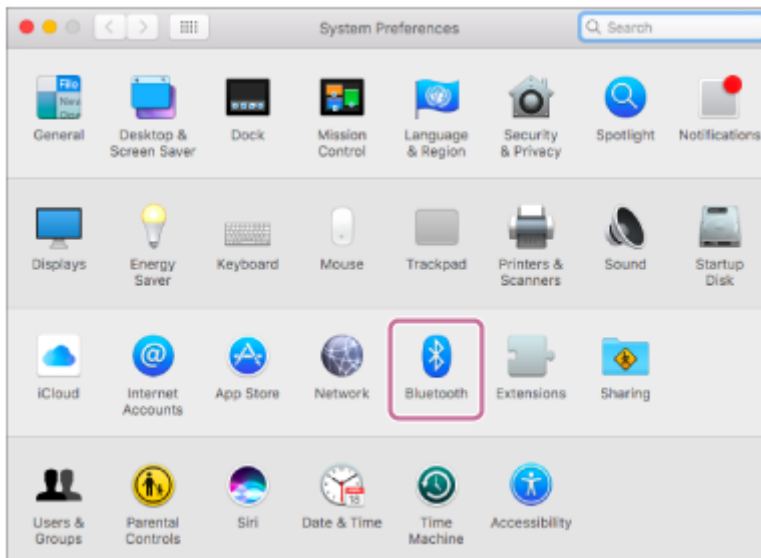 System Preferences
Search
File
New
General
Desktop &
Screen Saver
Dock
Mission
Control
Language
& Region
Security
& Privacy
Spotlight
Notifications
Displays
Energy
Saver
Keyboard
Mouse
Trackpad
Printers &
Scanners
Sound
Startup
Disk
iCloud
Internet
Accounts
App Store
Network
Bluetooth
Extensions
Sharing
Users &
Groups
Parental
Controls
Siri
Date & Time
Time
Machine
Accessibility